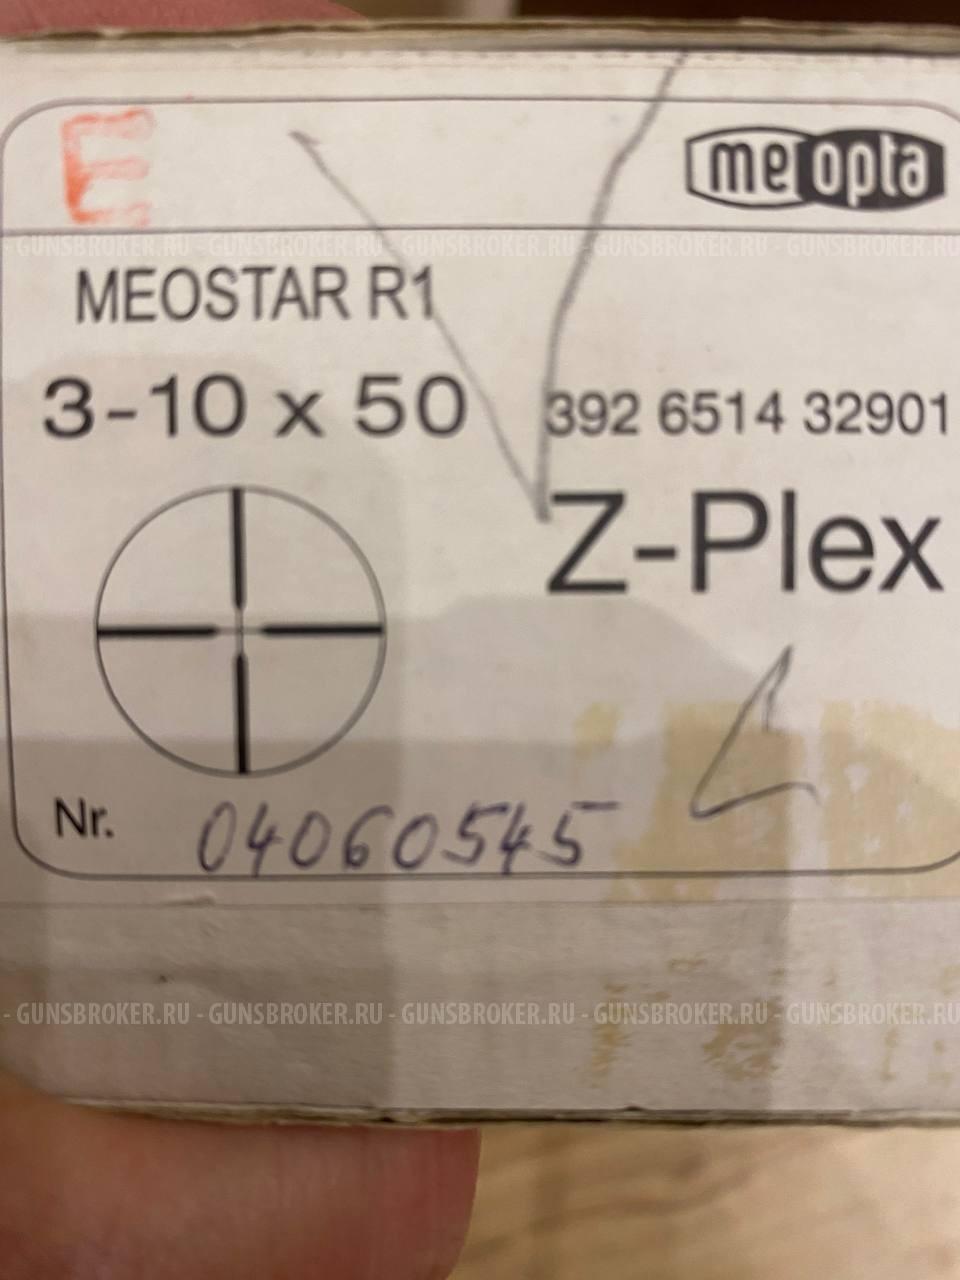 E
meopta
- GUNSBROKER.RU - GUNSBROKER.RU - GUNSBROKER.RU - GUNSBROKER.RU - GUNSBROKER.RU
MEOSTAR R1
3-10 x 50
392 6514 32901
Z-Plex
Nr. 04060545
- GUNSBROKER.RU - GUNSBROKER.RU - GUNSBROKER.RU - GUNSBROKER.RU - GUNSBROKER.RU